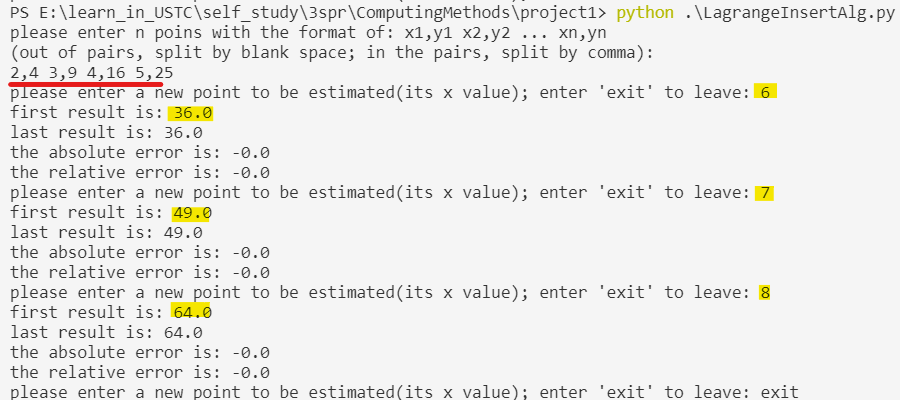 PS E:\learn_in_USTC\self_study\3spr\ComputingMethods\project1> python .\LagrangeInsertAlg.py
please enter n poins with the format of: x1,y1 x2,y2 ... xn,yn
(out of pairs, split by blank space; in the pairs, split by comma):
2,4 3,9 4,16 5,25
please enter a new point to be estimated(its x value); enter 'exit' to leave: 6
first result is: 36.0
last result is: 36.0
the absolute error is: -0.0
the relative error is: -0.0
please enter a new point to be estimated(its x value); enter 'exit' to leave: 7
first result is: 49.0
last result is: 49.0
the absolute error is: -0.0
the relative error is: -0.0
please enter a new point to be estimated(its x value); enter 'exit' to leave: 8
first result is: 64.0
last result is: 64.0
the absolute error is: -0.0
the relative error is: -0.0
please enter a new point to be estimated(its x value); enter 'exit' to leave: exit